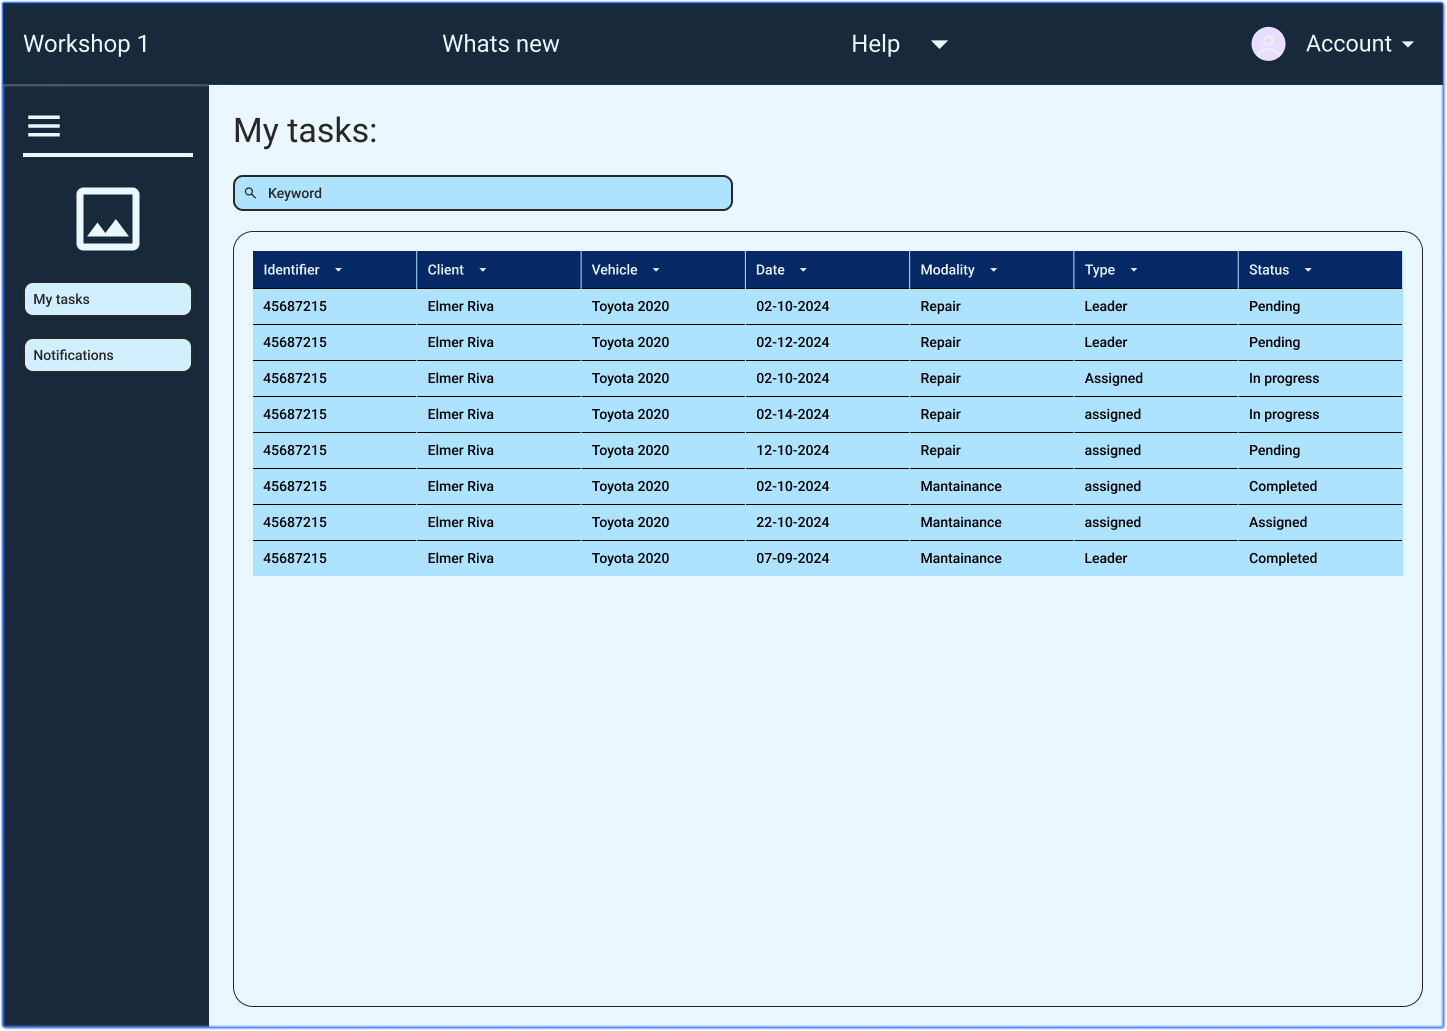 Workshop 1 Whats new Help Account
My tasks:
Keyword
My tasks
Notifications
Identifier Client Vehicle Date Modality Type Status
45687215 Elmer Riva Toyota 2020 02-10-2024 Repair Leader Pending
45687215 Elmer Riva Toyota 2020 02-12-2024 Repair Leader Pending
45687215 Elmer Riva Toyota 2020 02-10-2024 Repair Assigned In progress
45687215 Elmer Riva Toyota 2020 02-14-2024 Repair assigned In progress
45687215 Elmer Riva Toyota 2020 12-10-2024 Repair assigned Pending
45687215 Elmer Riva Toyota 2020 02-10-2024 Mantainance assigned Completed
45687215 Elmer Riva Toyota 2020 22-10-2024 Mantainance assigned Assigned
45687215 Elmer Riva Toyota 2020 07-09-2024 Mantainance Leader Completed